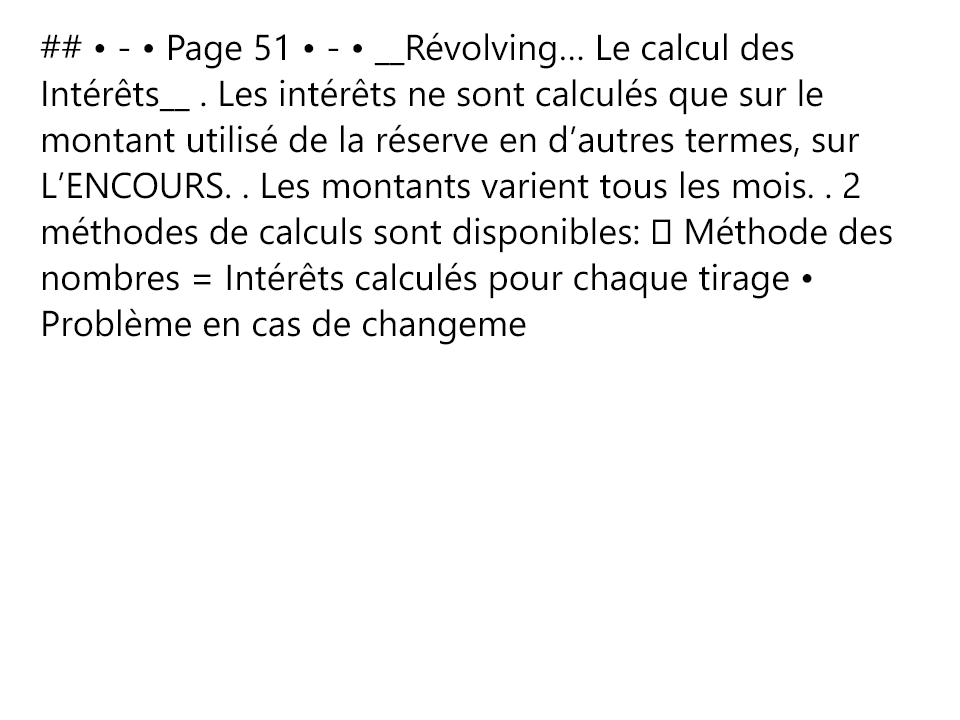 ## • - • Page 51 • - • __Révolving… Le calcul des
Intérêts__ . Les intérêts ne sont calculés que sur le
montant utilisé de la réserve en d’autres termes, sur
L’ENCOURS. . Les montants varient tous les mois. . 2
méthodes de calculs sont disponibles:  Méthode des
nombres = Intérêts calculés pour chaque tirage •
Problème en cas de changeme